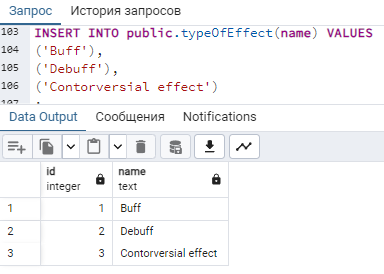 Запрос История запросов
103 INSERT INTO public.typeOfEffect(name) VALUES
104 ('Buff'),
105 ('Debuff'),
106 ('Contorversial effect')
107 ;
Data Output Сообщения Notifications
id name
integer text
1 1 Buff
2 2 Debuff
3 3 Contorversial effect